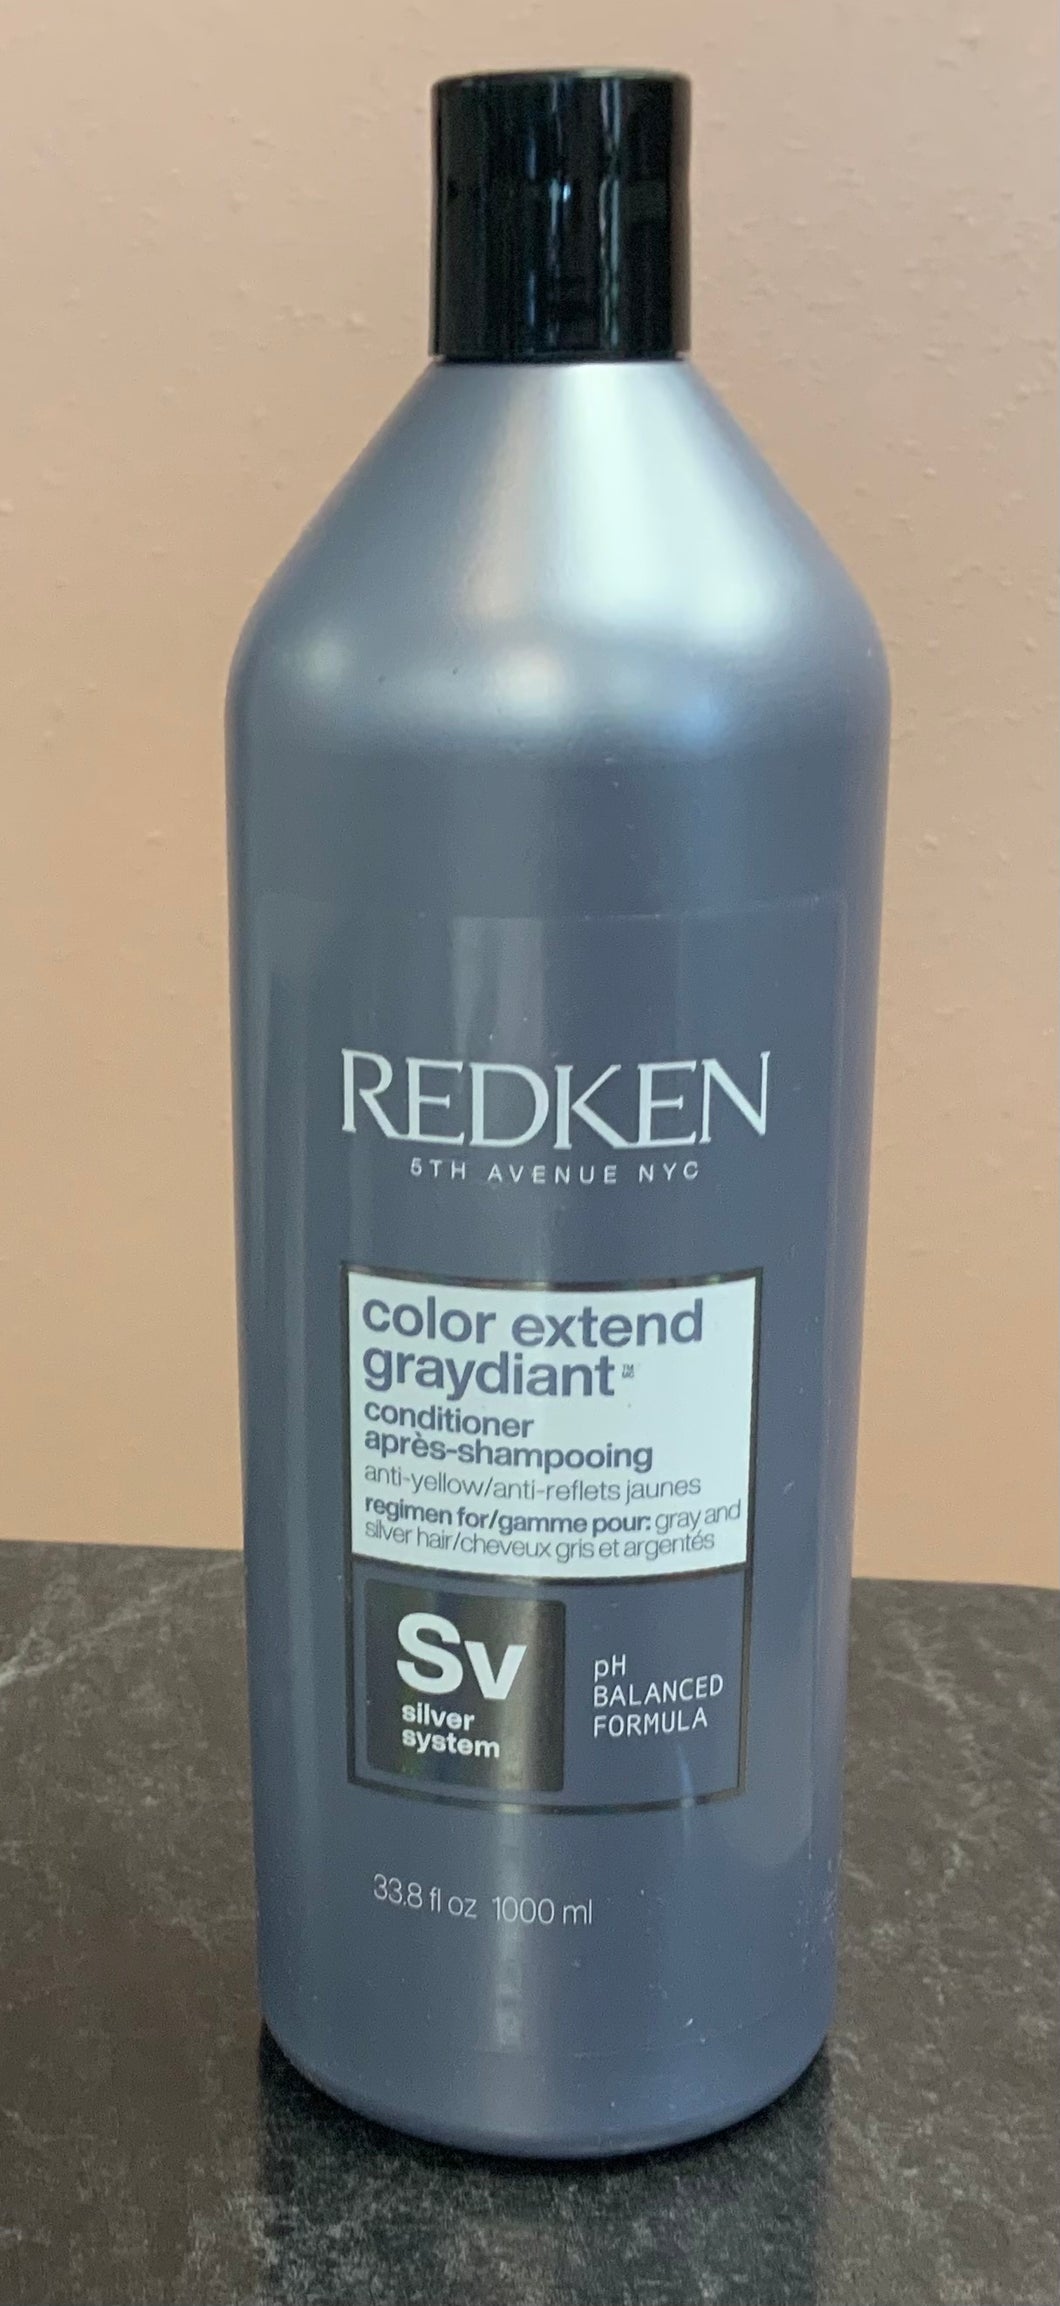 REDKEN
5TH AVENUE NYC
color extend
graydiant
conditioner
après-shampooing
anti-yellow/anti-reflets jaunes
regimen for/gamme pour: gray and
silver hair/cheveux gris et argentés
Sv
silver
system
pH
BALANCED
FORMULA
33.8 fl oz 1000 ml